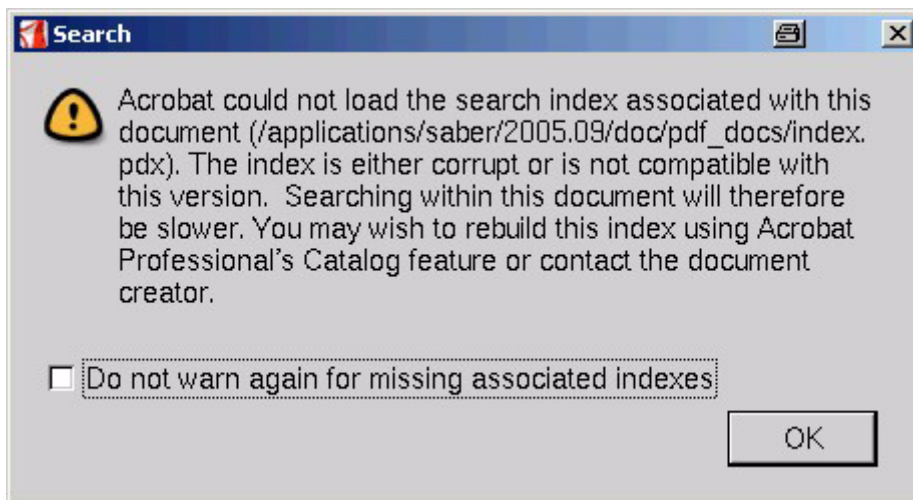 Search
Acrobat could not load the search index associated with this
document (/applications/saber/2005.09/doc/pdf_docs/index.
pdx). The index is either corrupt or is not compatible with
this version.  Searching within this document will therefore
be slower. You may wish to rebuild this index using Acrobat
Professional's Catalog feature or contact the document
creator.
Do not warn again for missing associated indexes
OK